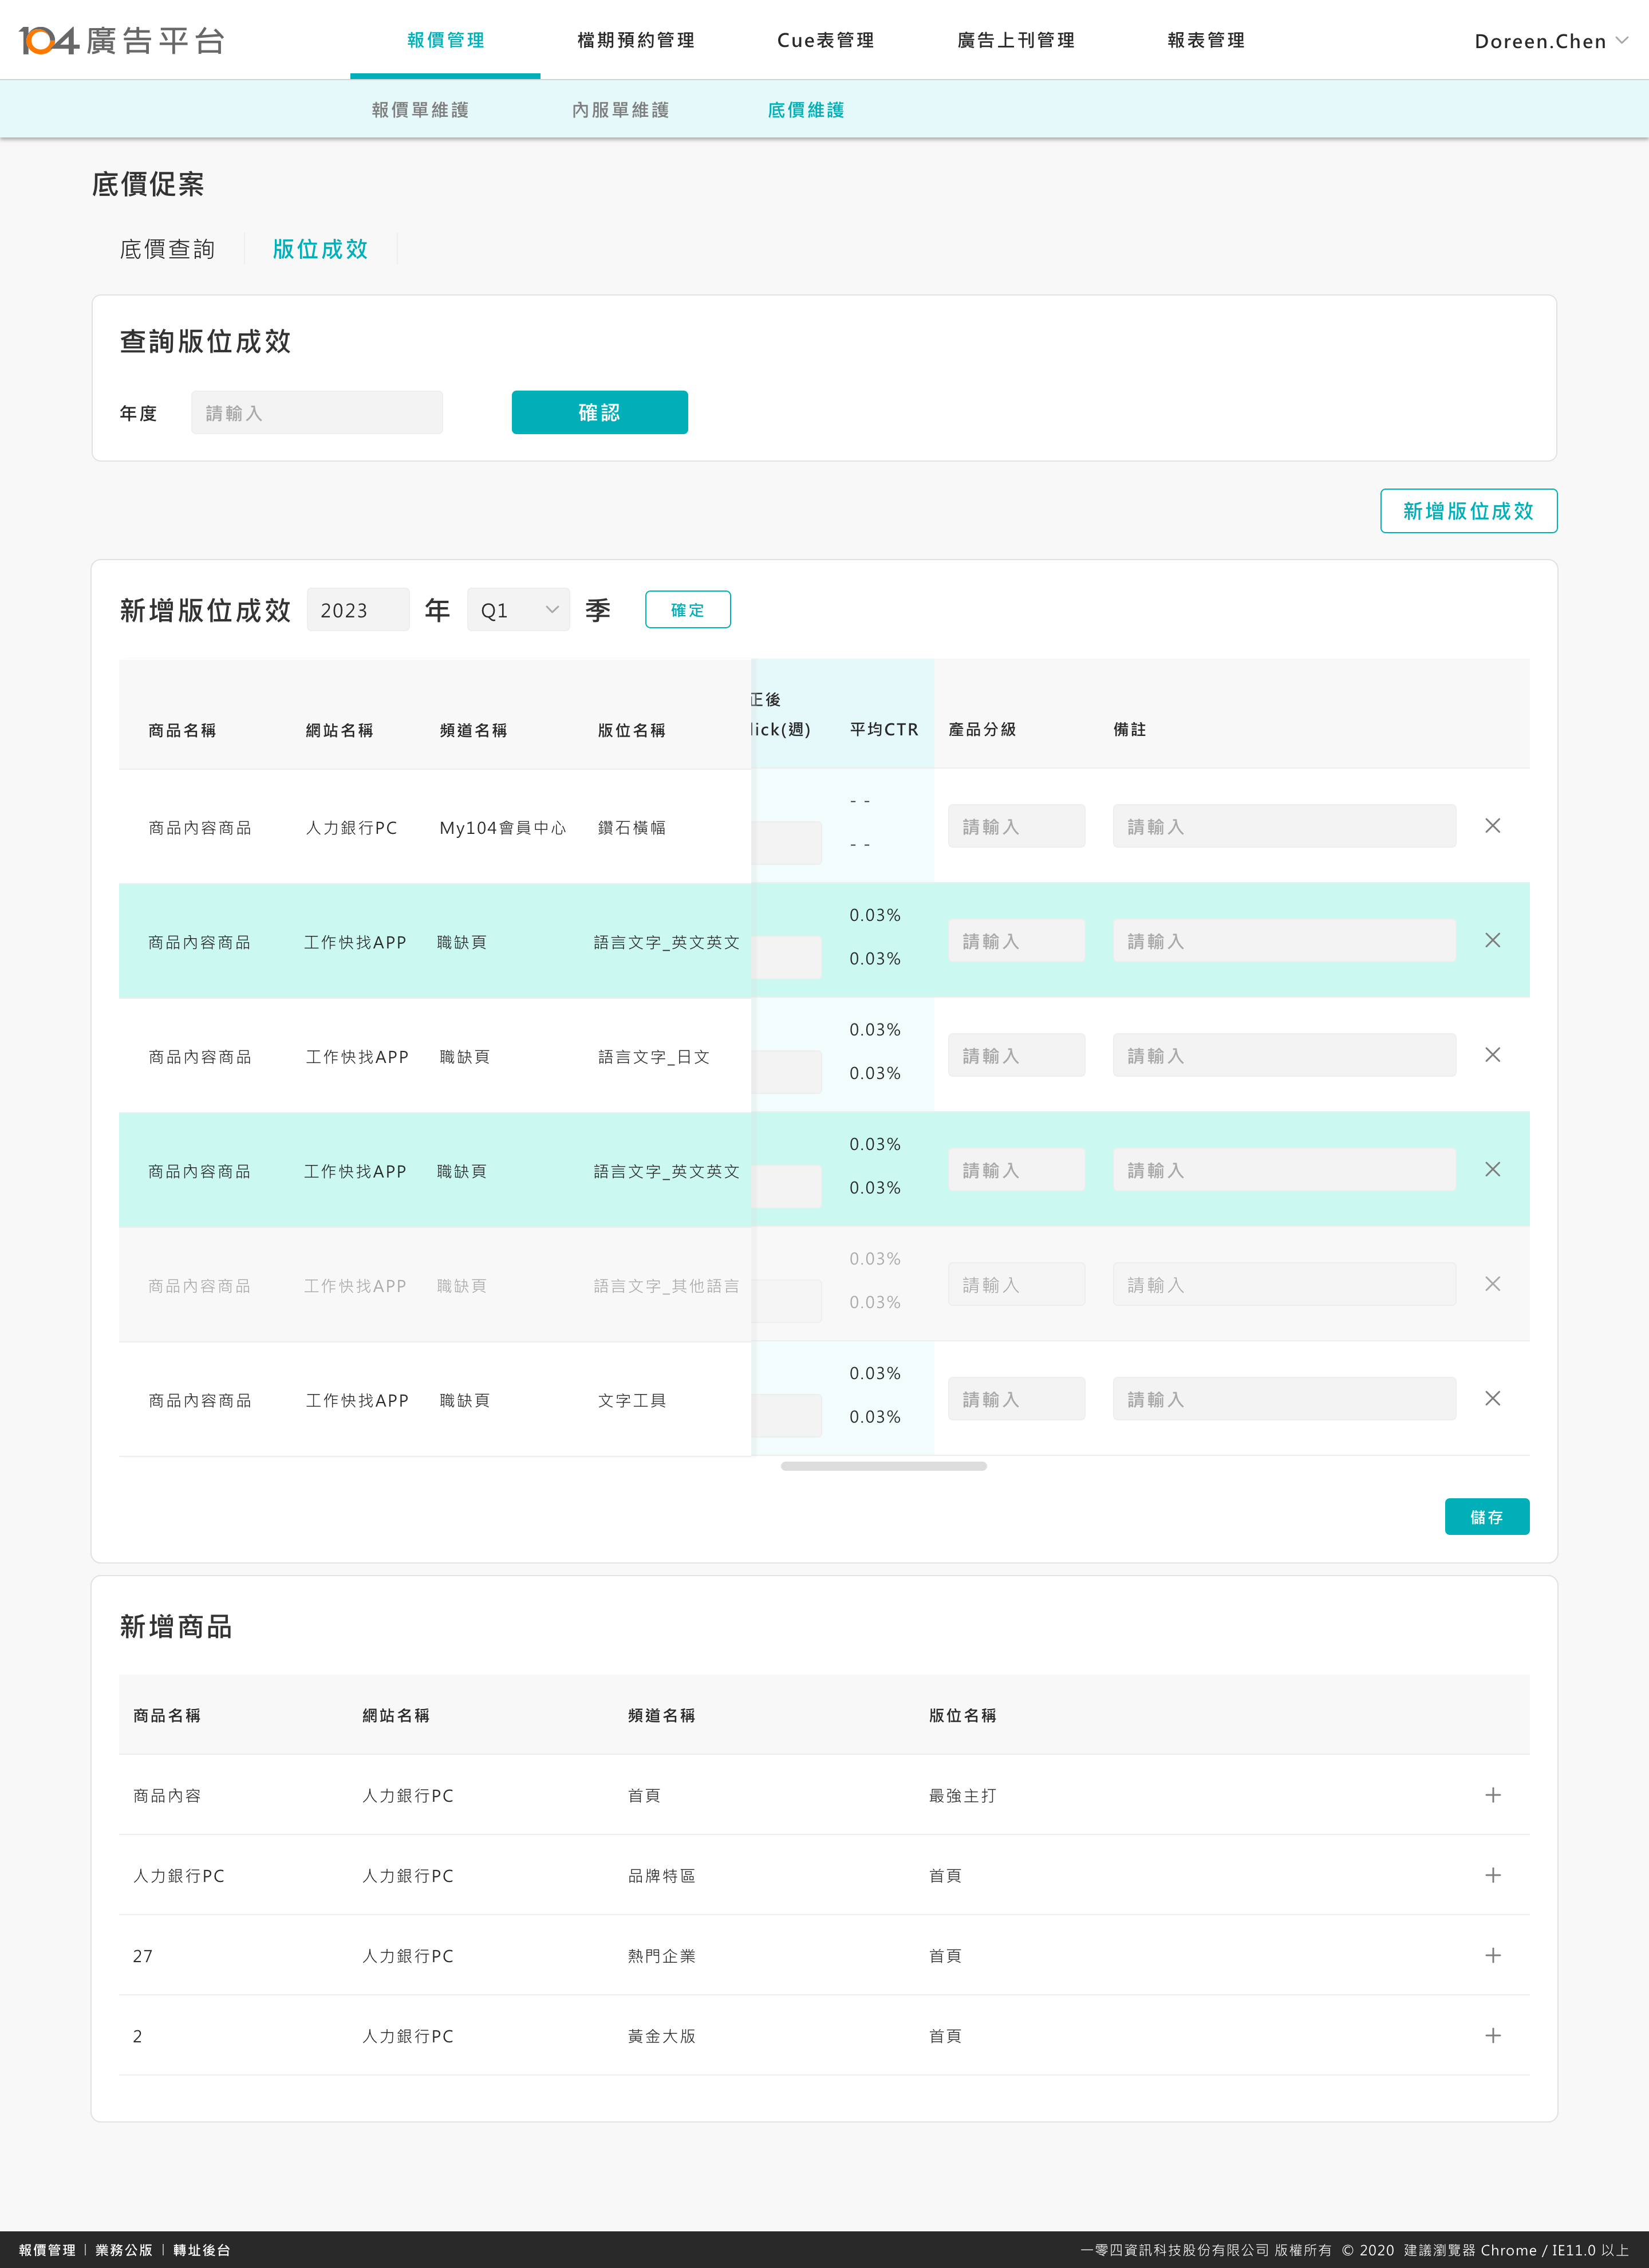 104廣告平台 報價管理 檔期預約管理 Cue表管理 廣告上刊管理 報表管理 Doreen.Chen
報價單維護 內服單維護 底價維護
底價促案
底價查詢 版位成效
查詢版位成效
年度 請輸入 確認
新增版位成效
新增版位成效 2023 年 Q1 季 確定
正後
商品名稱 網站名稱 頻道名稱 版位名稱 lick(週) 平均CTR 產品分級 備註
- -
商品內容商品 人力銀行PC My104會員中心 鑽石橫幅 請輸入 請輸入
- -
0.03%
商品內容商品 工作快找APP 職缺頁 語言文字_英文英文 請輸入 請輸入
0.03%
0.03%
商品內容商品 工作快找APP 職缺頁 語言文字_日文 請輸入 請輸入
0.03%
0.03%
商品內容商品 工作快找APP 職缺頁 語言文字_英文英文 請輸入 請輸入
0.03%
0.03%
商品內容商品 工作快找APP 職缺頁 語言文字_其他語言 請輸入 請輸入
0.03%
0.03%
商品內容商品 工作快找APP 職缺頁 文字工具 請輸入 請輸入
0.03%
儲存
新增商品
商品名稱 網站名稱 頻道名稱 版位名稱
商品內容 人力銀行PC 首頁 最強主打
人力銀行PC 人力銀行PC 品牌特區 首頁
27 人力銀行PC 熱門企業 首頁
2 人力銀行PC 黃金大版 首頁
報價管理 | 業務公版 | 轉址後台 一零四資訊科技股份有限公司 版權所有 © 2020 建議瀏覽器 Chrome / IE11.0 以上